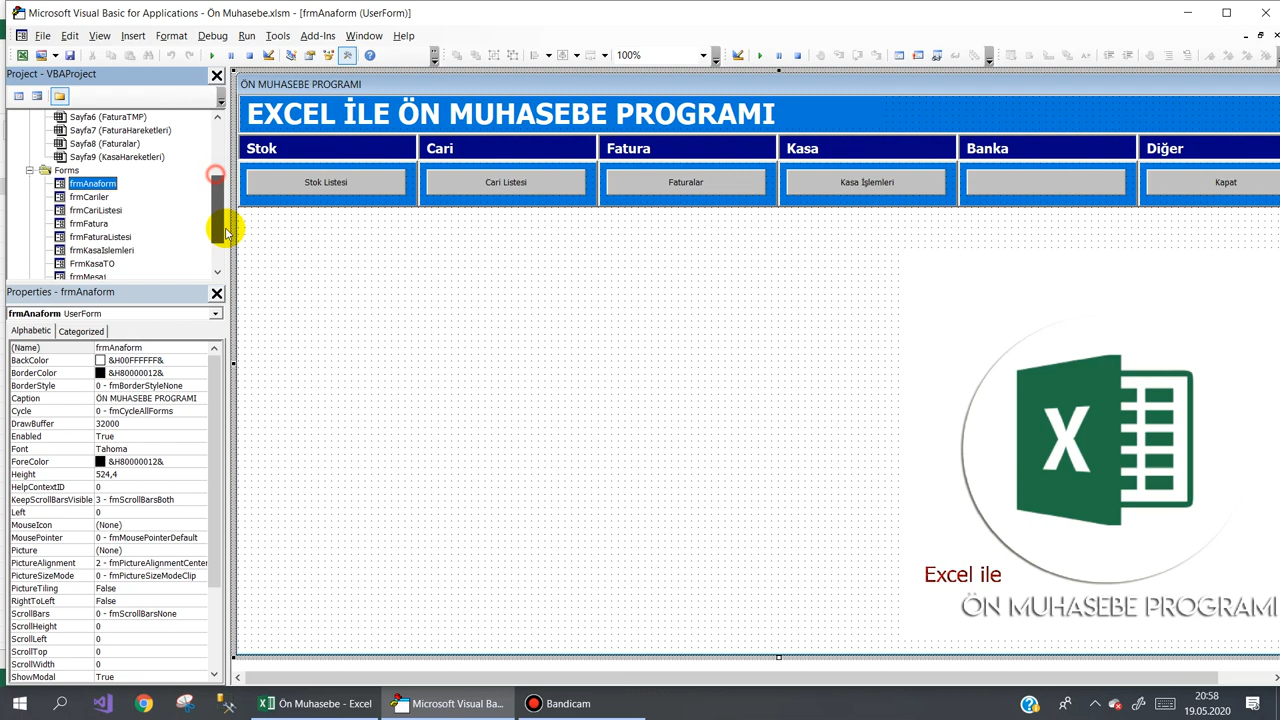 Microsoft Visual Basic for Applications - Ön Muhasebe.xlsm - [frmAnaform (UserForm)]
File Edit View Insert Format Debug Run Tools Add-Ins Window Help
100%
Project - VBAProject
Sayfa6 (FaturaTMP)
Sayfa7 (FaturaHareketleri)
Sayfa8 (Faturalar)
Sayfa9 (KasaHareketleri)
Forms
frmAnaform
frmCariler
frmCariListesi
frmFatura
frmFaturaListesi
frmKasaIslemleri
FrmKasaTO
frmMesaj
Properties - frmAnaform
frmAnaform UserForm
Alphabetic Categorized
(Name) frmAnaform
BackColor &H00FFFFFF&
BorderColor &H80000012&
BorderStyle 0 - fmBorderStyleNone
Caption ÖN MUHASEBE PROGRAMI
Cycle 0 - fmCycleAllForms
DrawBuffer 32000
Enabled True
Font Tahoma
ForeColor &H80000012&
Height 524,4
HelpContextID 0
KeepScrollBarsVisible 3 - fmScrollBarsBoth
Left 0
MouseIcon (None)
MousePointer 0 - fmMousePointerDefault
Picture (None)
PictureAlignment 2 - fmPictureAlignmentCenter
PictureSizeMode 0 - fmPictureSizeModeClip
PictureTiling False
RightToLeft False
ScrollBars 0 - fmScrollBarsNone
ScrollHeight 0
ScrollLeft 0
ScrollTop 0
ScrollWidth 0
ShowModal True
ÖN MUHASEBE PROGRAMI
EXCEL İLE ÖN MUHASEBE PROGRAMI
Stok Cari Fatura Kasa Banka Diğer
Stok Listesi Cari Listesi Faturalar Kasa İşlemleri Kapat
X
Excel ile
ÖN MUHASEBE PROGRAMI
Ön Muhasebe - Excel Microsoft Visual Ba... Bandicam
20:58
19.05.2020